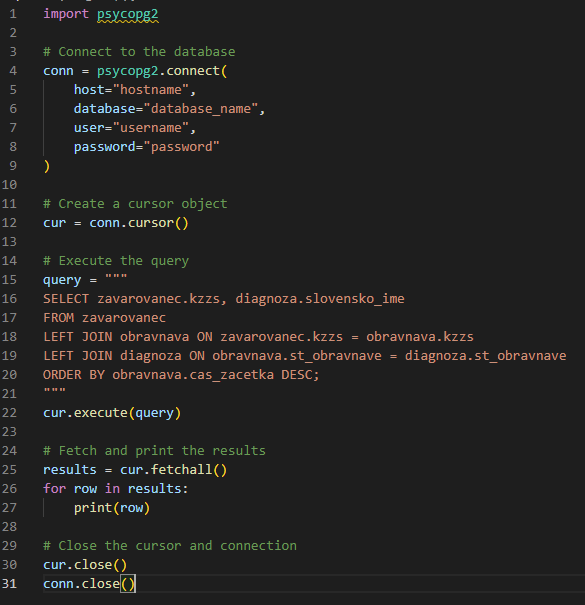 1 import psycopg2
2
3 # Connect to the database
4 conn = psycopg2.connect(
5     host="hostname",
6     database="database_name",
7     user="username",
8     password="password"
9 )
10
11 # Create a cursor object
12 cur = conn.cursor()
13
14 # Execute the query
15 query = """
16 SELECT zavarovanec.kzzs, diagnoza.slovensko_ime
17 FROM zavarovanec
18 LEFT JOIN obravnava ON zavarovanec.kzzs = obravnava.kzzs
19 LEFT JOIN diagnoza ON obravnava.st_obravnave = diagnoza.st_obravnave
20 ORDER BY obravnava.cas_zacetka DESC;
21 """
22 cur.execute(query)
23
24 # Fetch and print the results
25 results = cur.fetchall()
26 for row in results:
27     print(row)
28
29 # Close the cursor and connection
30 cur.close()
31 conn.close()